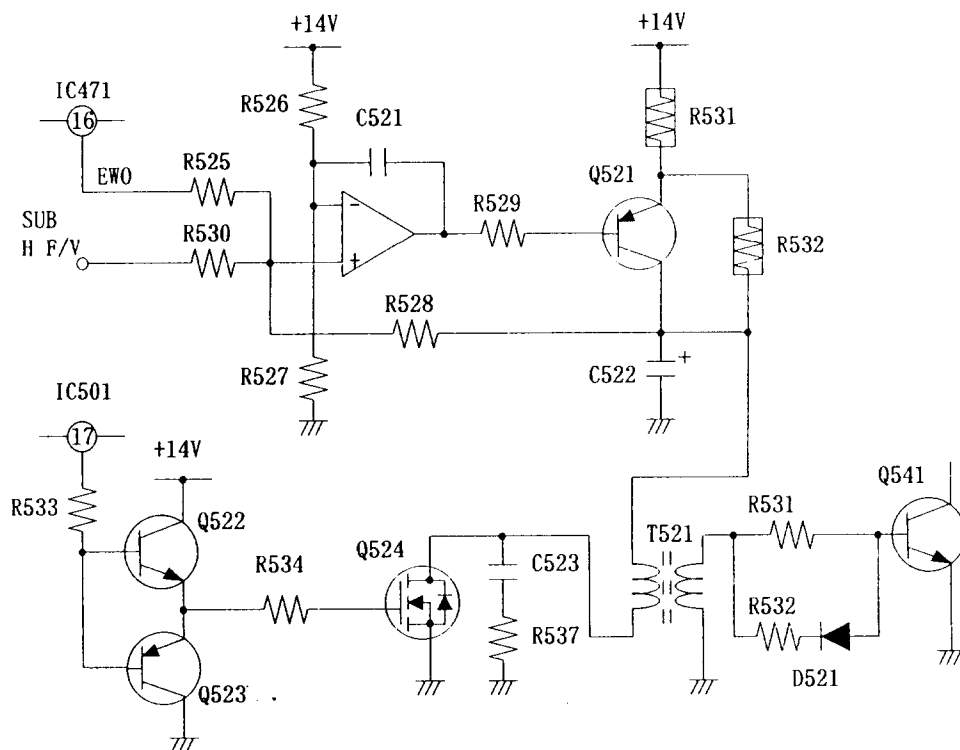 +14V
+14V
IC471
16
R526
C521
R531
EWO
R525
Q521
R529
SUB
H F/V
R530
R532
-
+
R528
+
R527
C522
IC501
17
+14V
Q541
R533
Q522
R531
T521
Q524
R534
C523
R532
R537
D521
Q523